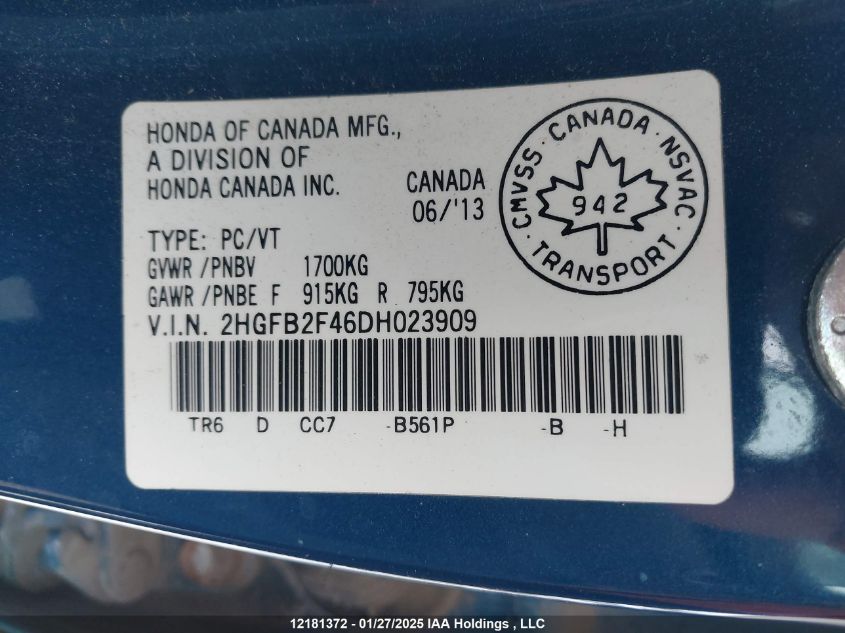 HONDA OF CANADA MFG.,
A DIVISION OF
HONDA CANADA INC.
CANADA
06/'13
· CANADA · NSVAC · TRANSPORT · CMVSS
942
TYPE: PC/VT
GVWR /PNBV 1700KG
GAWR /PNBE F 915KG R 795KG
V.I.N. 2HGFB2F46DH023909
TR6 D CC7 -B561P -B -H
12181372 - 01/27/2025 IAA Holdings , LLC